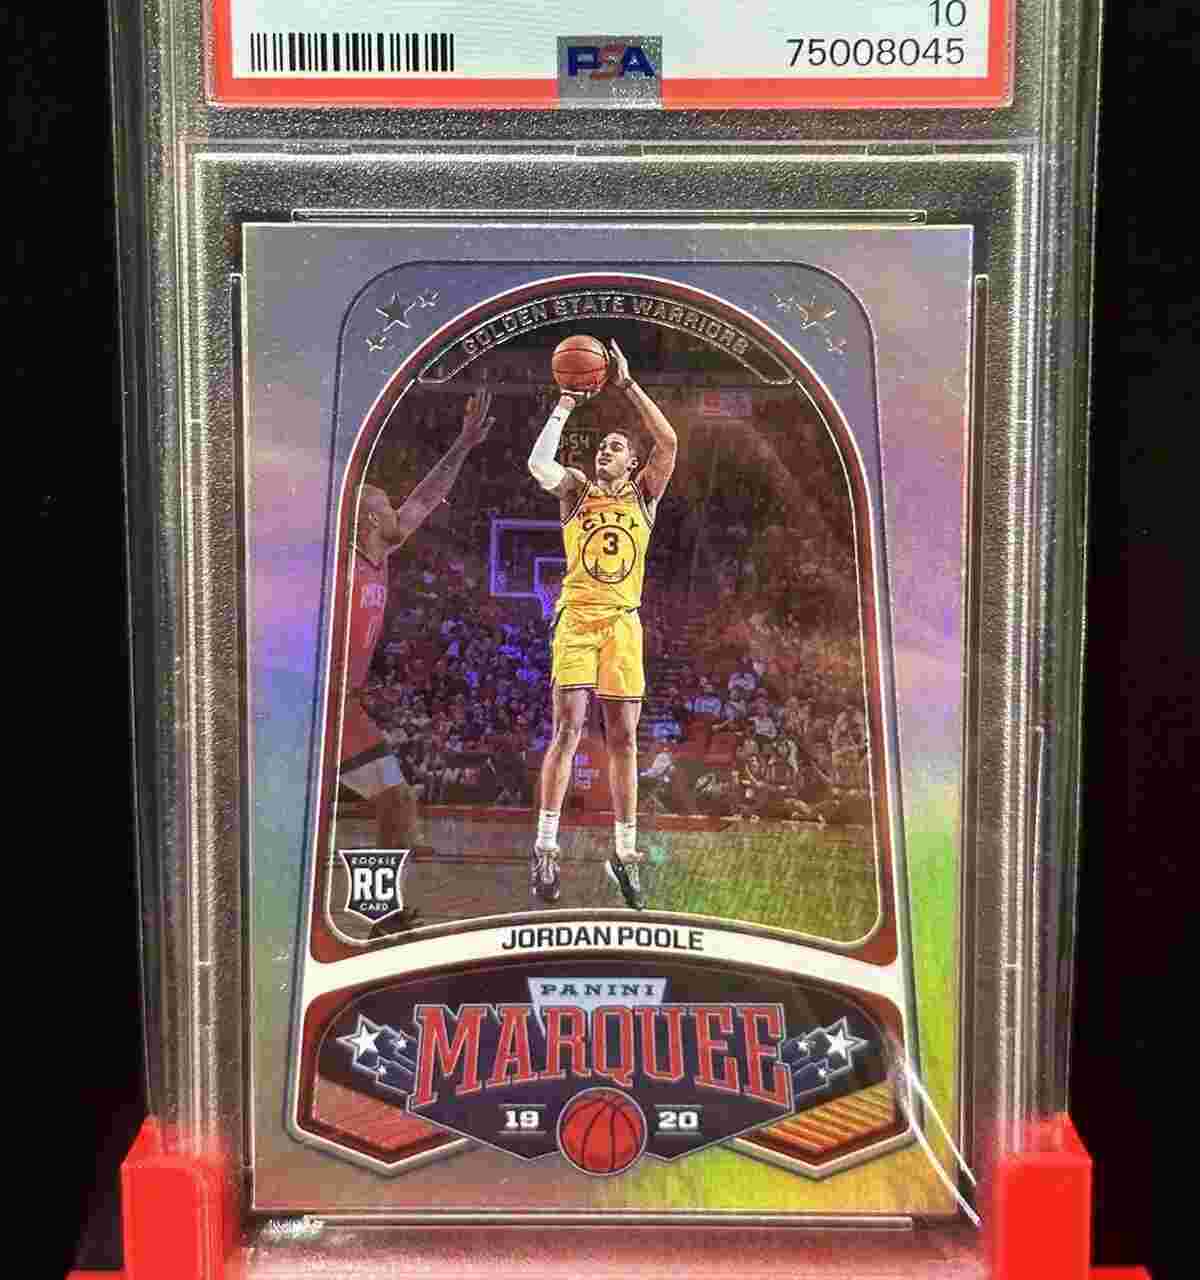 10
PSA
75008045
GOLDEN STATE WARRIORS
CITY
3
ROOKIE
RC
CARD
JORDAN POOLE
PANINI
MARQUEE
19 20